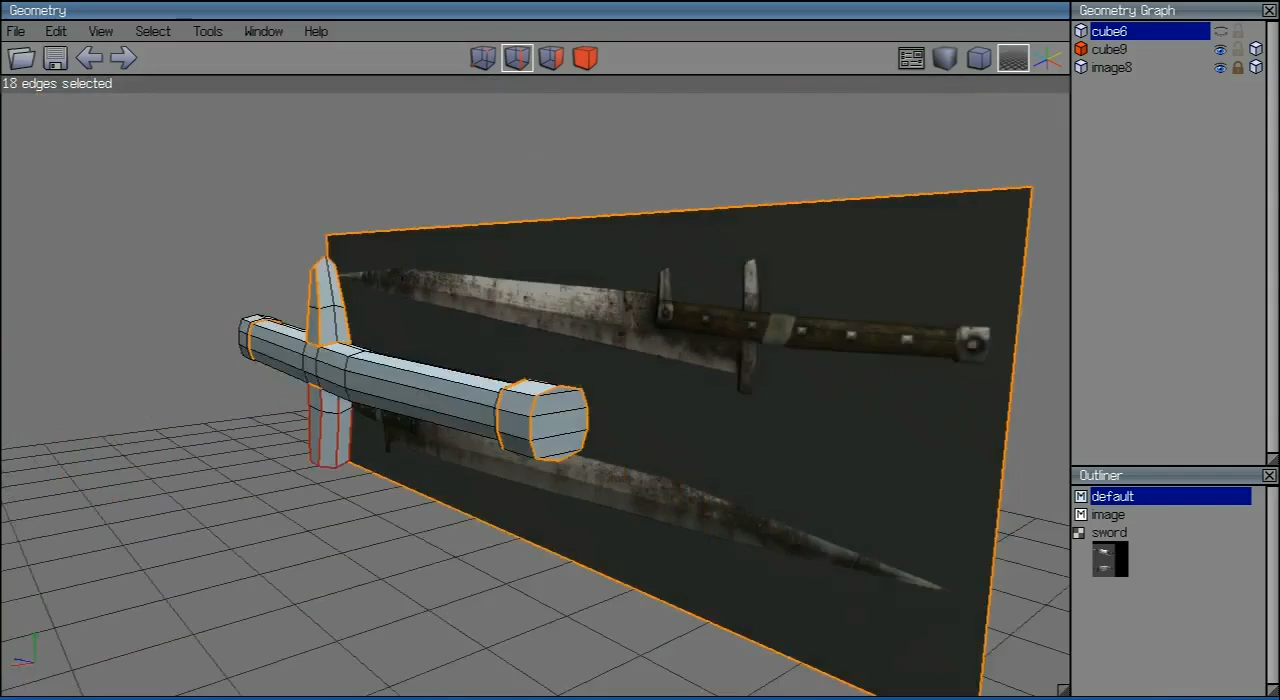 Geometry
File Edit View Select Tools Window Help
18 edges selected
Geometry Graph
cube6
cube9
image8
Outliner
M default
M image
sword